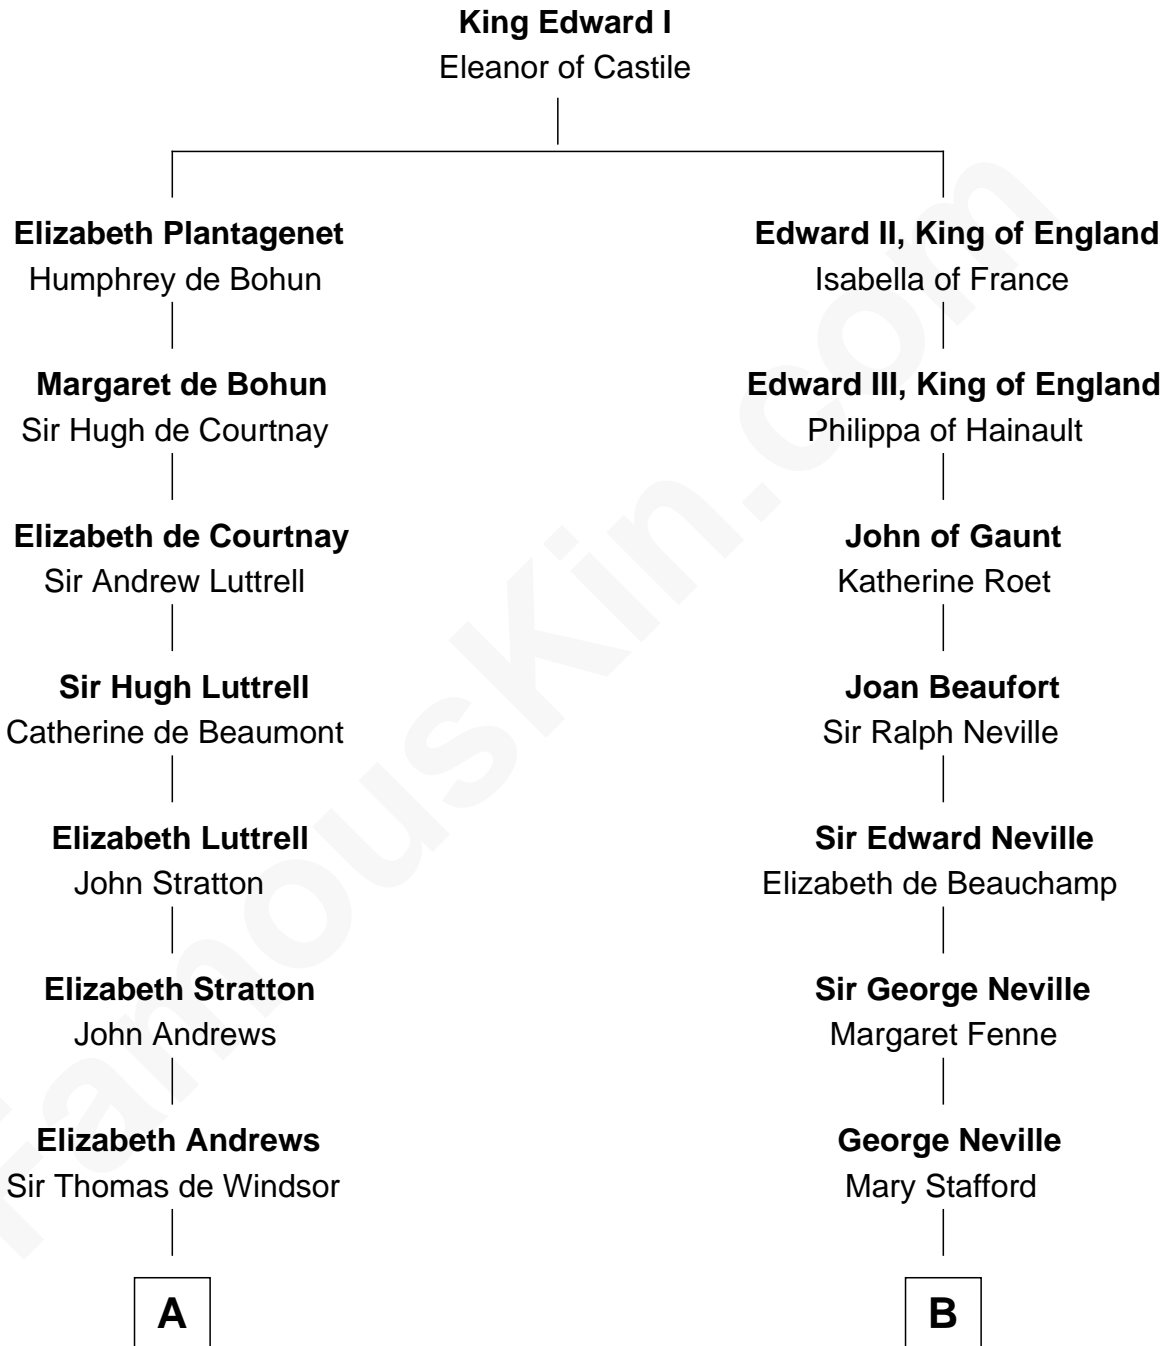 King Edward I
Eleanor of Castile
Elizabeth Plantagenet
Humphrey de Bohun
Edward II, King of England
Isabella of France
Margaret de Bohun
Sir Hugh de Courtnay
Edward III, King of England
Philippa of Hainault
Elizabeth de Courtnay
Sir Andrew Luttrell
John of Gaunt
Katherine Roet
Sir Hugh Luttrell
Catherine de Beaumont
Joan Beaufort
Sir Ralph Neville
Elizabeth Luttrell
John Stratton
Sir Edward Neville
Elizabeth de Beauchamp
Elizabeth Stratton
John Andrews
Sir George Neville
Margaret Fenne
Elizabeth Andrews
Sir Thomas de Windsor
George Neville
Mary Stafford
A
B
FamousKin.com